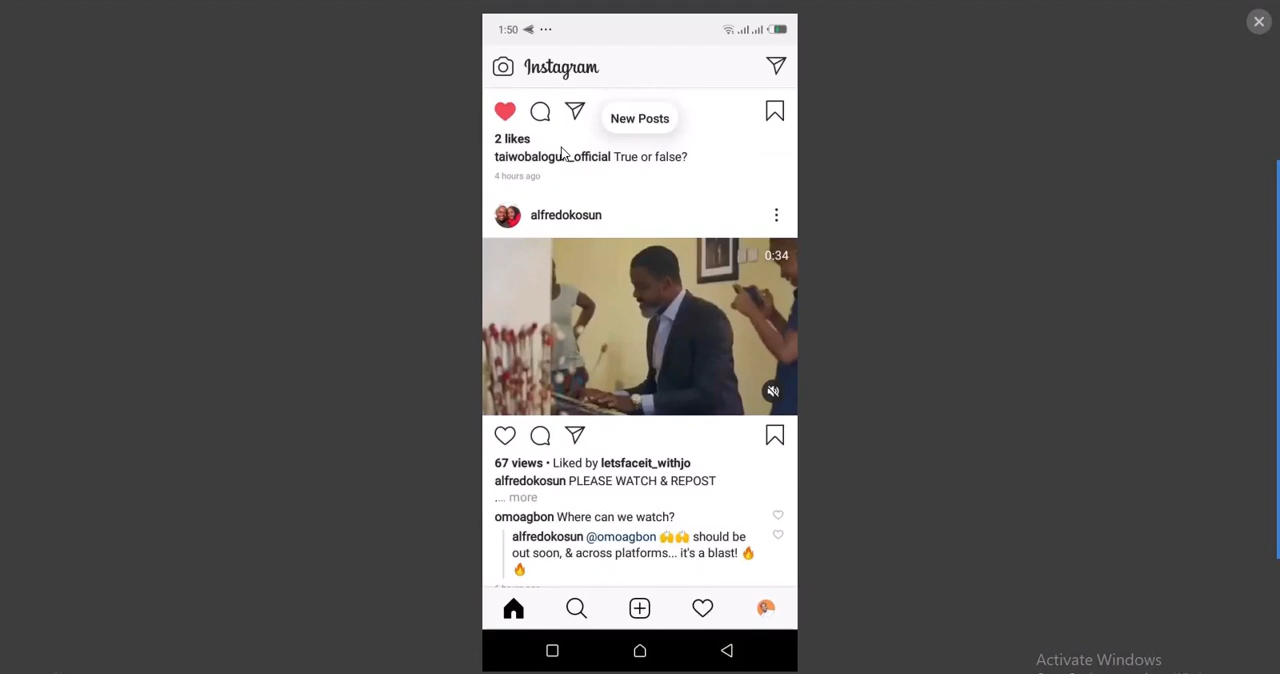 1:50
Instagram
New Posts
2 likes
taiwobalogun_official True or false?
4 hours ago
alfredokosun
0:34
67 views • Liked by letsfaceit_withjo
alfredokosun PLEASE WATCH & REPOST
.... more
omoagbon Where can we watch?
alfredokosun @omoagbon 🙌🙌 should be
out soon, & across platforms... it's a blast! 🔥
🔥
Activate Windows